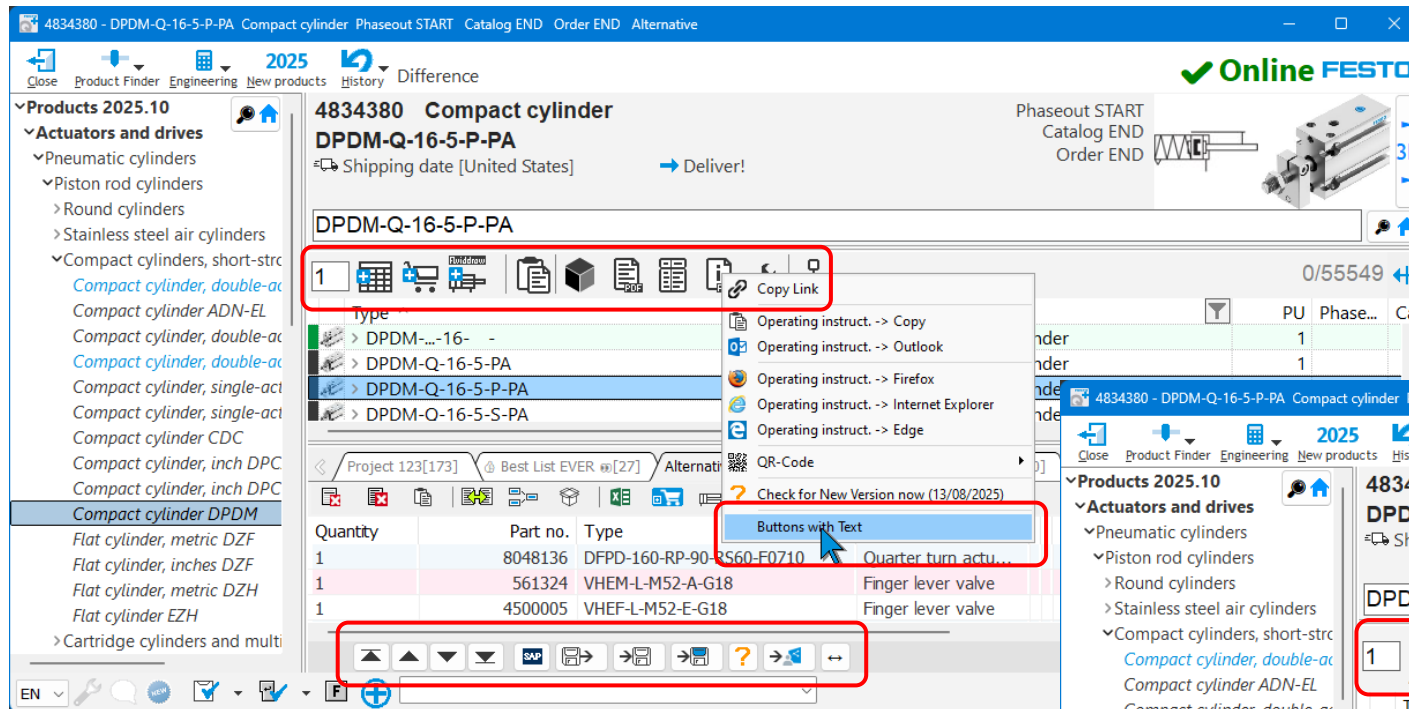 4834380 - DPDM-Q-16-5-P-PA Compact cylinder Phaseout START Catalog END Order END Alternative
Close Product Finder Engineering 2025 New products History Difference
Online FESTO
Products 2025.10
Actuators and drives
Pneumatic cylinders
Piston rod cylinders
Round cylinders
Stainless steel air cylinders
Compact cylinders, short-strc
Compact cylinder, double-ac
Compact cylinder ADN-EL
Compact cylinder, double-ac
Compact cylinder, double-ac
Compact cylinder, single-act
Compact cylinder, single-act
Compact cylinder CDC
Compact cylinder, inch DPC
Compact cylinder, inch DPC
Compact cylinder DPDM
Flat cylinder, metric DZF
Flat cylinder, inches DZF
Flat cylinder, metric DZH
Flat cylinder EZH
Cartridge cylinders and multi
EN
NEW
F
4834380 Compact cylinder
DPDM-Q-16-5-P-PA
Shipping date [United States] Deliver!
Phaseout START
Catalog END
Order END
DPDM-Q-16-5-P-PA
1
Fluiddraw
PDF
0/55549
Type PU Phase...
DPDM-...-16- - nder 1
DPDM-Q-16-5-PA nder 1
DPDM-Q-16-5-P-PA nde
DPDM-Q-16-5-S-PA nde
Copy Link
Operating instruct. -> Copy
Operating instruct. -> Outlook
Operating instruct. -> Firefox
Operating instruct. -> Internet Explorer
Operating instruct. -> Edge
QR-Code
Check for New Version now (13/08/2025)
Buttons with Text
Project 123[173] Best List EVER [27] Alternati
Quantity Part no. Type
1 8048136 DFPD-160-RP-90-RS60-F0710 Quarter turn actu...
1 561324 VHEM-L-M52-A-G18 Finger lever valve
1 4500005 VHEF-L-M52-E-G18 Finger lever valve
SAP
4834380 - DPDM-Q-16-5-P-PA Compact cylinder
Close Product Finder Engineering 2025 New products His
Products 2025.10
Actuators and drives
Pneumatic cylinders
Piston rod cylinders
Round cylinders
Stainless steel air cylinders
Compact cylinders, short-strc
Compact cylinder, double-ac
Compact cylinder ADN-EL
4834
DPD
Sh
DPD
1